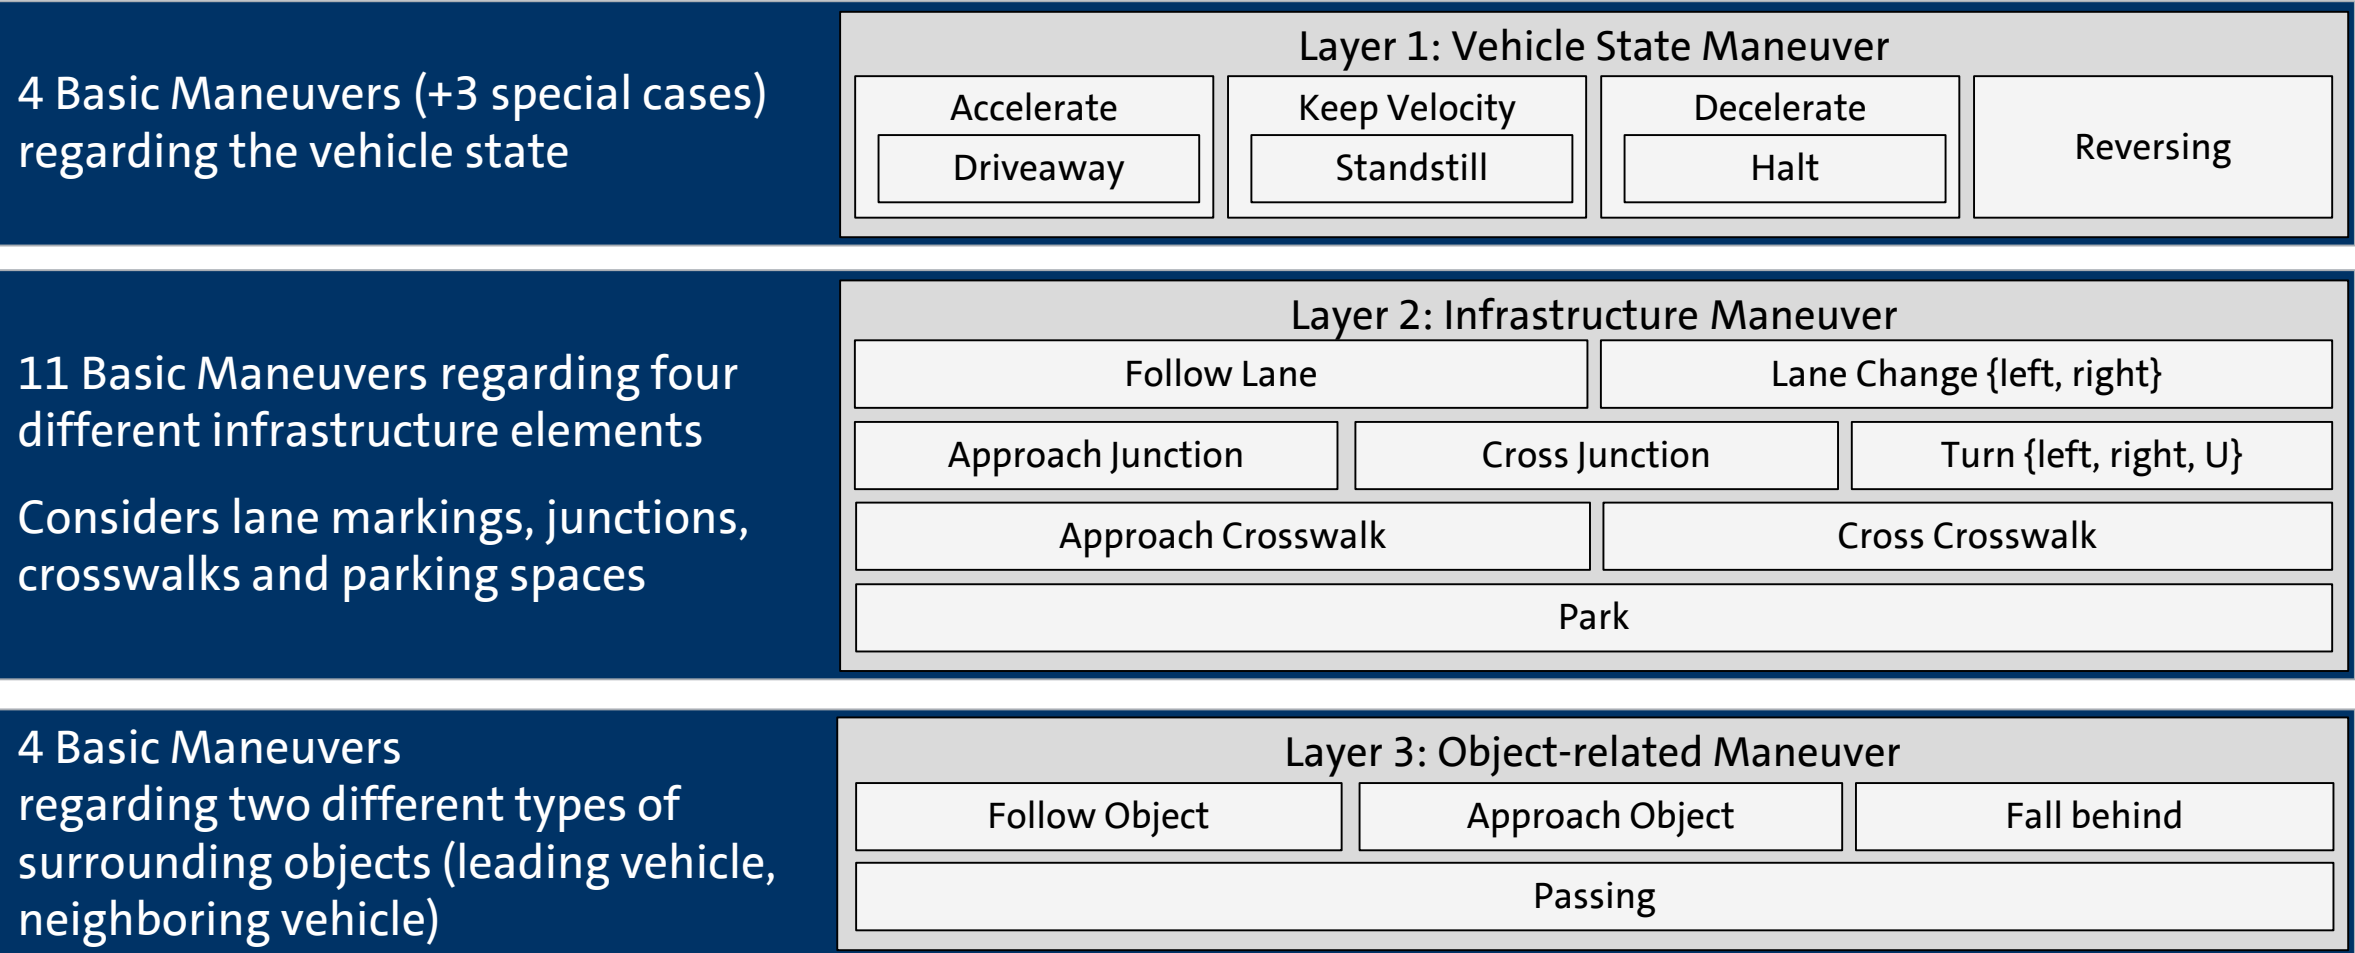 4 Basic Maneuvers (+3 special cases)
regarding the vehicle state
Layer 1: Vehicle State Maneuver
Accelerate
Driveaway
Keep Velocity
Standstill
Decelerate
Halt
Reversing
11 Basic Maneuvers regarding four
different infrastructure elements
Considers lane markings, junctions,
crosswalks and parking spaces
Layer 2: Infrastructure Maneuver
Follow Lane
Lane Change {left, right}
Approach Junction
Cross Junction
Turn {left, right, U}
Approach Crosswalk
Cross Crosswalk
Park
4 Basic Maneuvers
regarding two different types of
surrounding objects (leading vehicle,
neighboring vehicle)
Layer 3: Object-related Maneuver
Follow Object
Approach Object
Fall behind
Passing